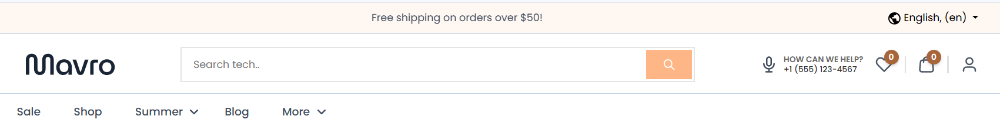 Free shipping on orders over $50!
English, (en)
Mavro
Search tech..
HOW CAN WE HELP?
+1 (555) 123-4567
0
0
Sale Shop Summer Blog More